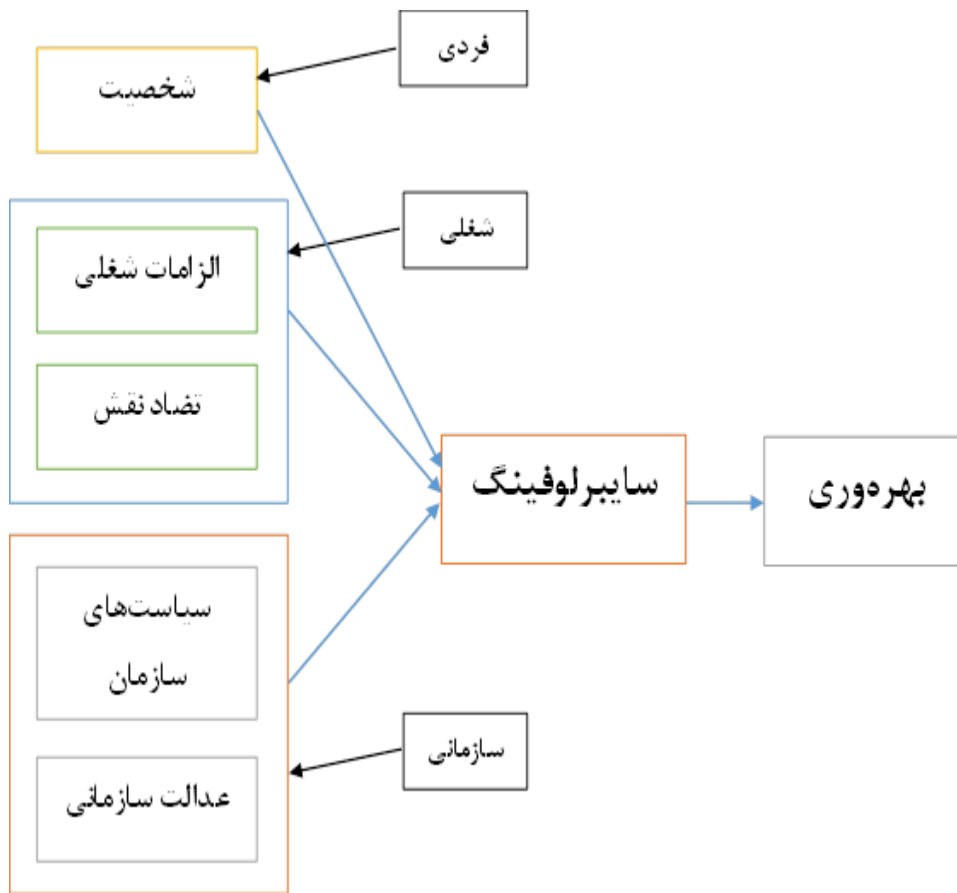 فردی
شخصیت
شغلی
الزامات شغلی
تضاد نقش
سایبرلوفینگ
بهره‌وری
سیاست‌های
سازمان
سازمانی
عدالت سازمانی